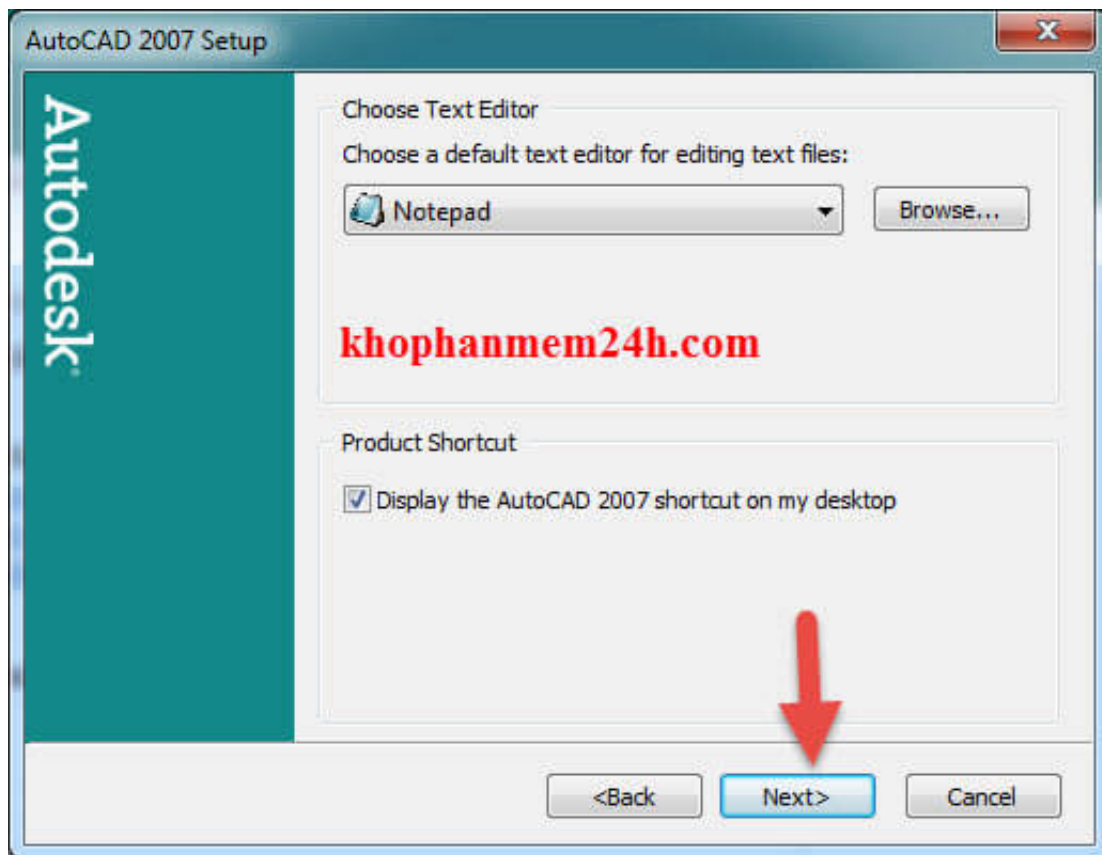 AutoCAD 2007 Setup
Autodesk
Choose Text Editor
Choose a default text editor for editing text files:
Notepad
Browse...
khophanmem24h.com
Product Shortcut
Display the AutoCAD 2007 shortcut on my desktop
<Back
Next>
Cancel